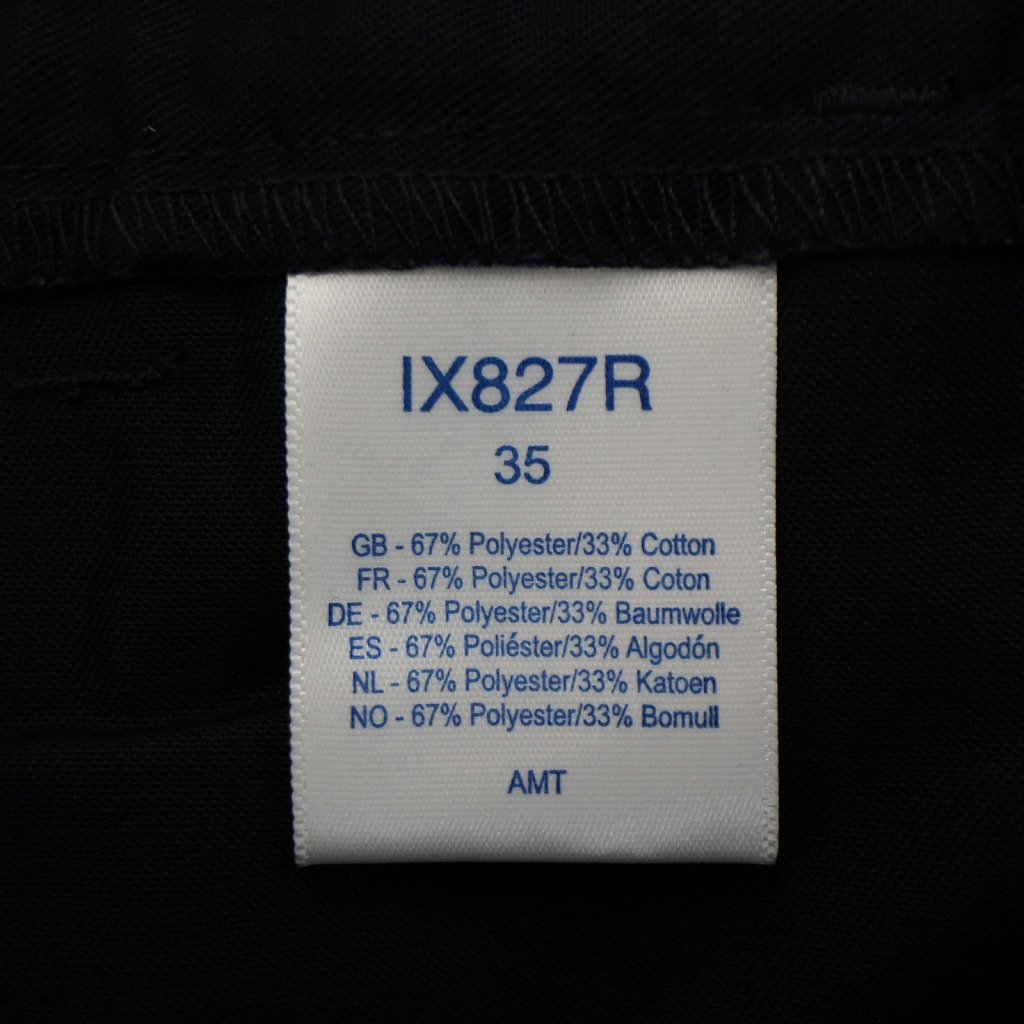 IX827R
35
GB - 67% Polyester/33% Cotton
FR - 67% Polyester/33% Coton
DE - 67% Polyester/33% Baumwolle
ES - 67% Poliéster/33% Algodón
NL - 67% Polyester/33% Katoen
NO - 67% Polyester/33% Bomull
AMT